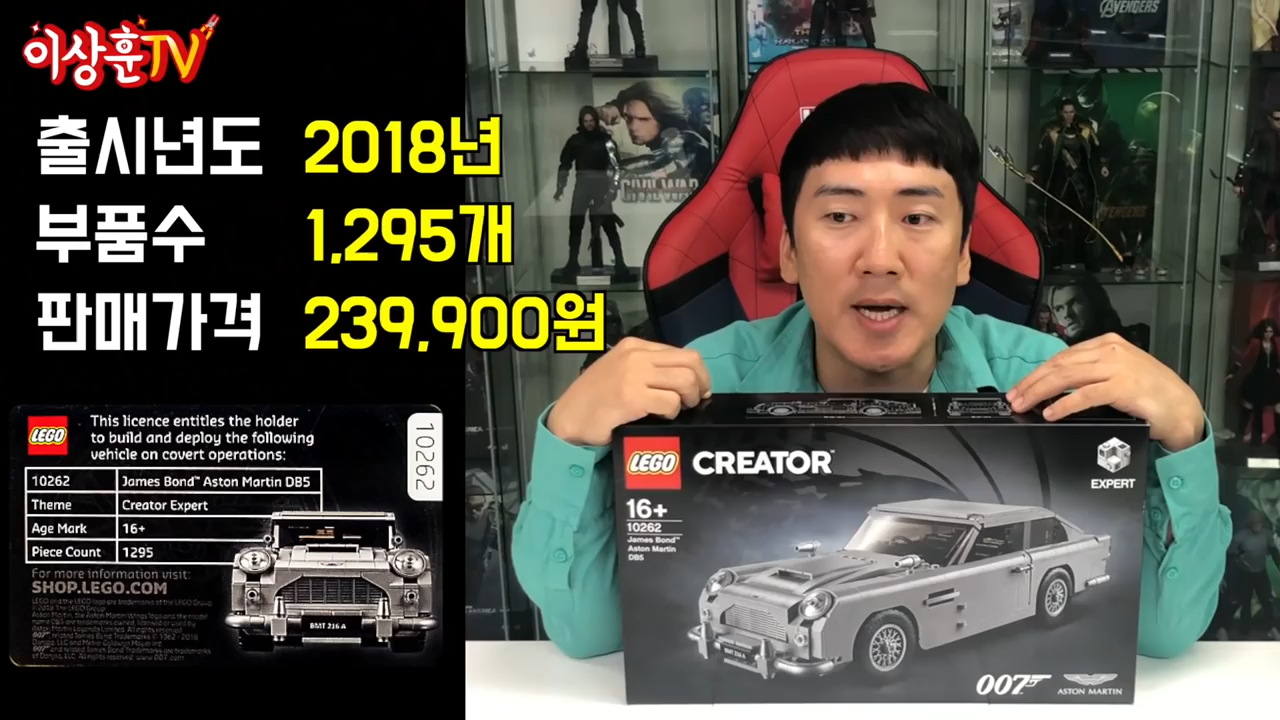 이상훈TV
출시년도 2018년
부품수 1,295개
판매가격 239,900원
LEGO
This licence entitles the holder
to build and deploy the following
vehicle on covert operations:
10262
10262 James Bond™ Aston Martin DB5
Theme Creator Expert
Age Mark 16+
Piece Count 1295
For more information visit:
SHOP.LEGO.COM
BMT 216 A
AVENGERS
CIVIL WAR
AVENGERS
LEGO CREATOR
EXPERT
16+
10262
James Bond™
Aston Martin
DB5
BMT 216 A
007
ASTON MARTIN